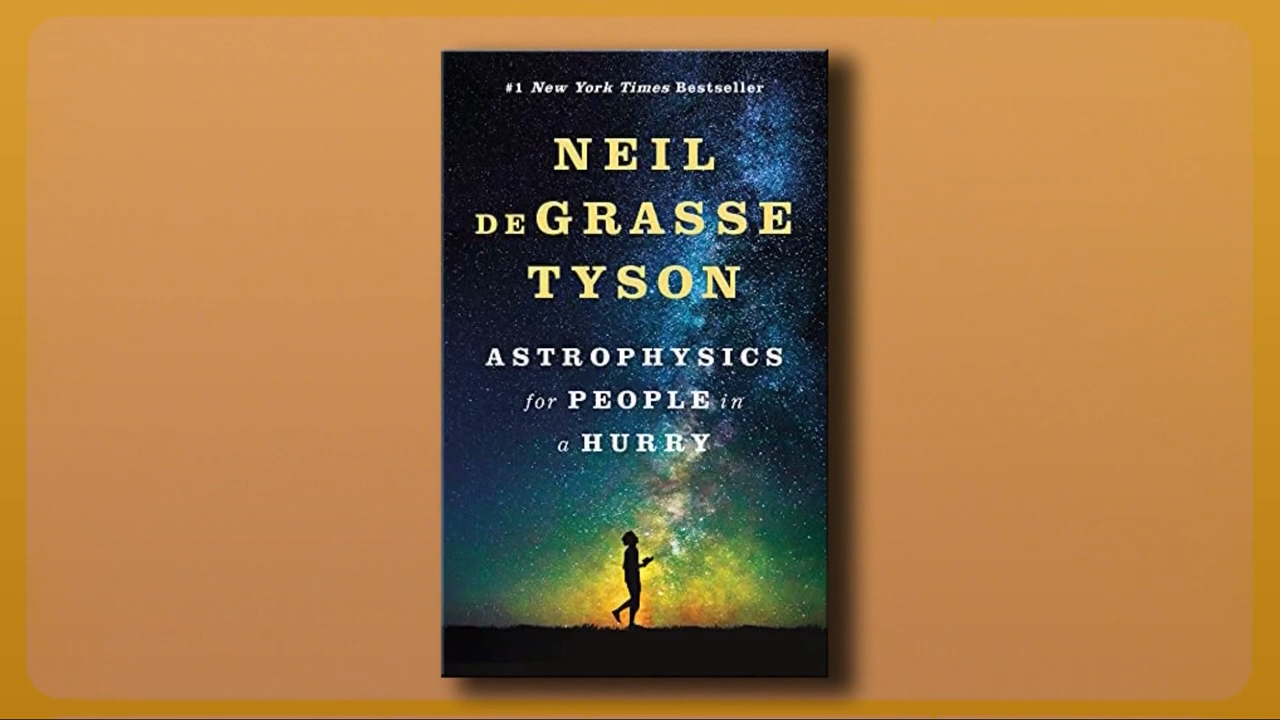 #1 New York Times Bestseller
NEIL
DEGRASSE
TYSON
ASTROPHYSICS
for PEOPLE in
a HURRY